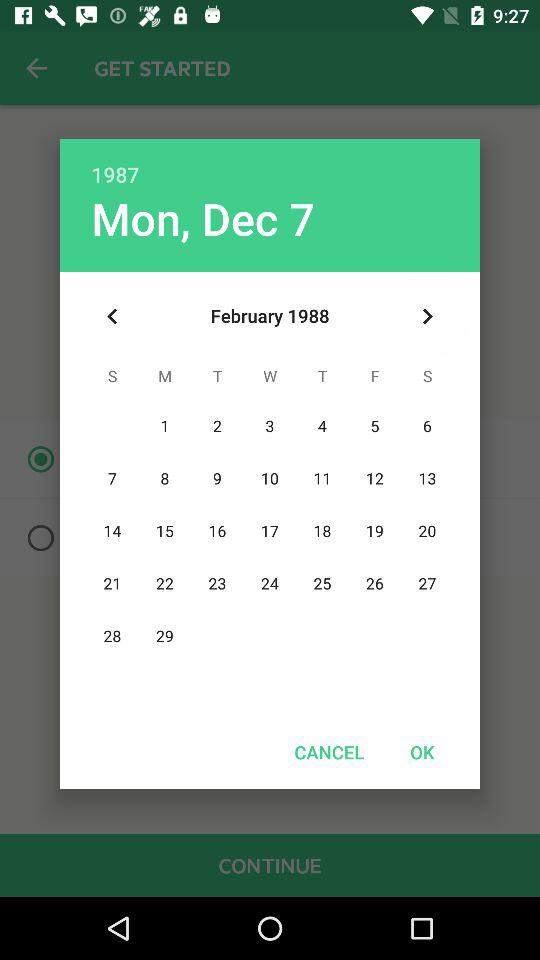 9:27
GET STARTED
1987
Mon, Dec 7
February 1988
S M T W T F S
1 2 3 4 5 6
7 8 9 10 11 12 13
14 15 16 17 18 19 20
21 22 23 24 25 26 27
28 29
CANCEL OK
CONTINUE